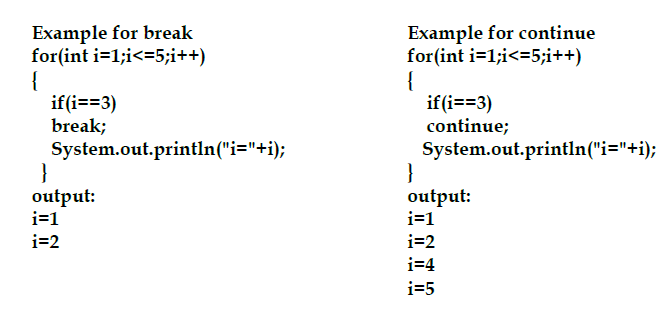 Example for break
for(int i=1;i<=5;i++)
{
if(i==3)
break;
System.out.println("i="+i);
}
output:
i=1
i=2
Example for continue
for(int i=1;i<=5;i++)
{
if(i==3)
continue;
System.out.println("i="+i);
}
output:
i=1
i=2
i=4
i=5